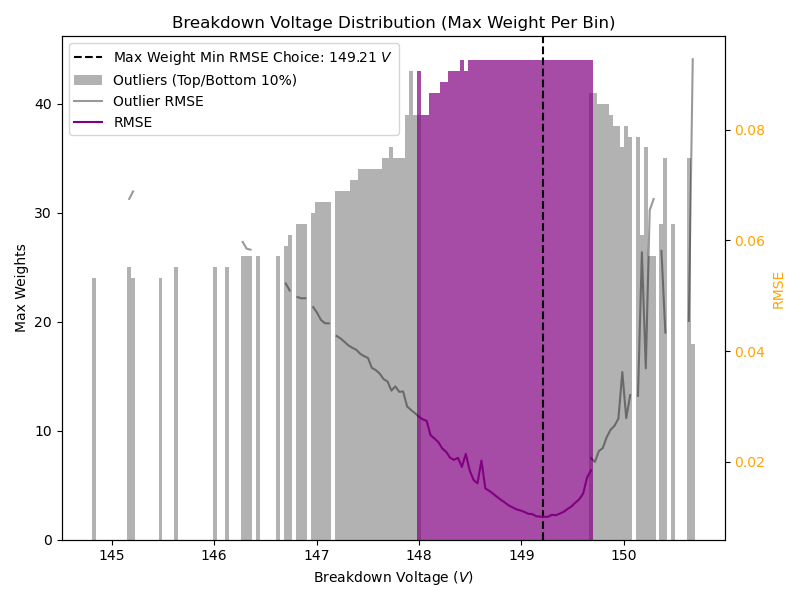 Breakdown Voltage Distribution (Max Weight Per Bin)
Max Weight Min RMSE Choice: 149.21 V
Outliers (Top/Bottom 10%)
Outlier RMSE
RMSE
40
30
20
10
0
Max Weights
0.08
0.06
0.04
0.02
RMSE
145 146 147 148 149 150
Breakdown Voltage (V)